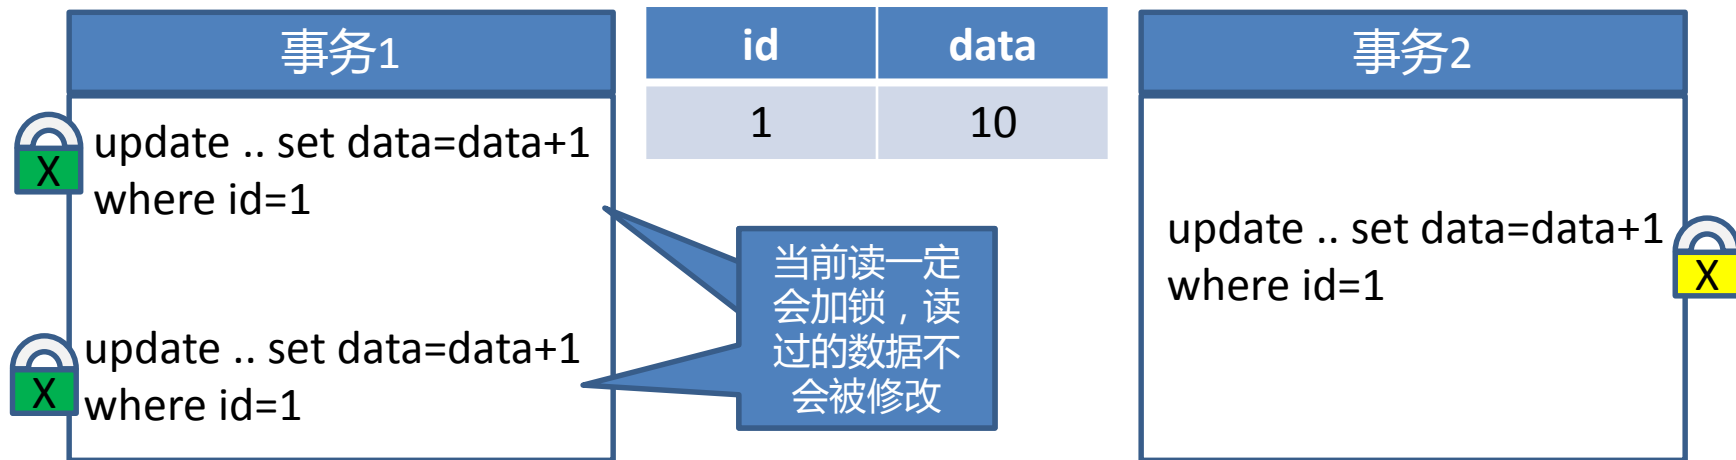 事务1
X
update .. set data=data+1
where id=1
X
update .. set data=data+1
where id=1
id data
1 10
当前读一定
会加锁，读
过的数据不
会被修改
事务2
update .. set data=data+1
where id=1
X